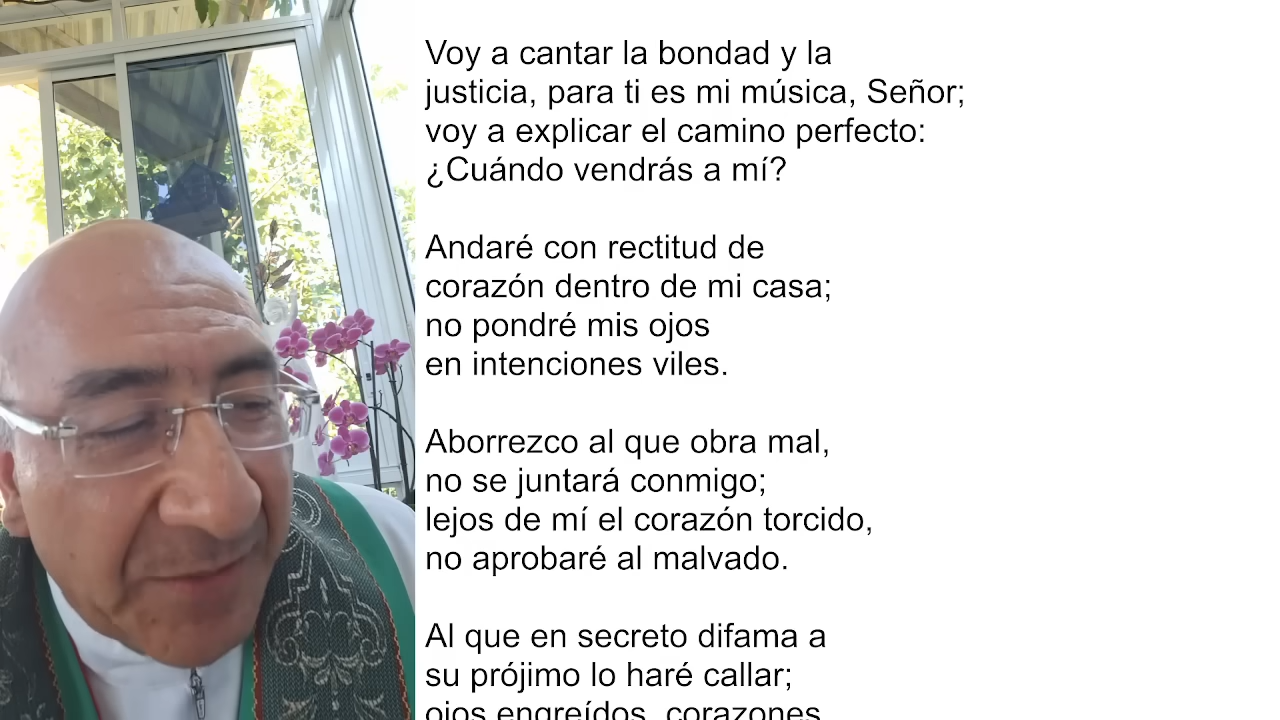 Voy a cantar la bondad y la
justicia, para ti es mi música, Señor;
voy a explicar el camino perfecto:
¿Cuándo vendrás a mí?
Andaré con rectitud de
corazón dentro de mi casa;
no pondré mis ojos
en intenciones viles.
Aborrezco al que obra mal,
no se juntará conmigo;
lejos de mí el corazón torcido,
no aprobaré al malvado.
Al que en secreto difama a
su prójimo lo haré callar;
ojos engreídos, corazones